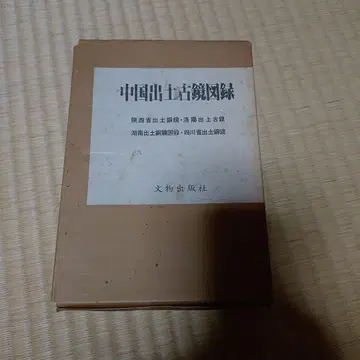 中国出土古鏡図録
陝西省出土銅鏡・洛陽出土古鏡
湖南出土銅鏡図録・四川省出土銅鏡
文物出版社